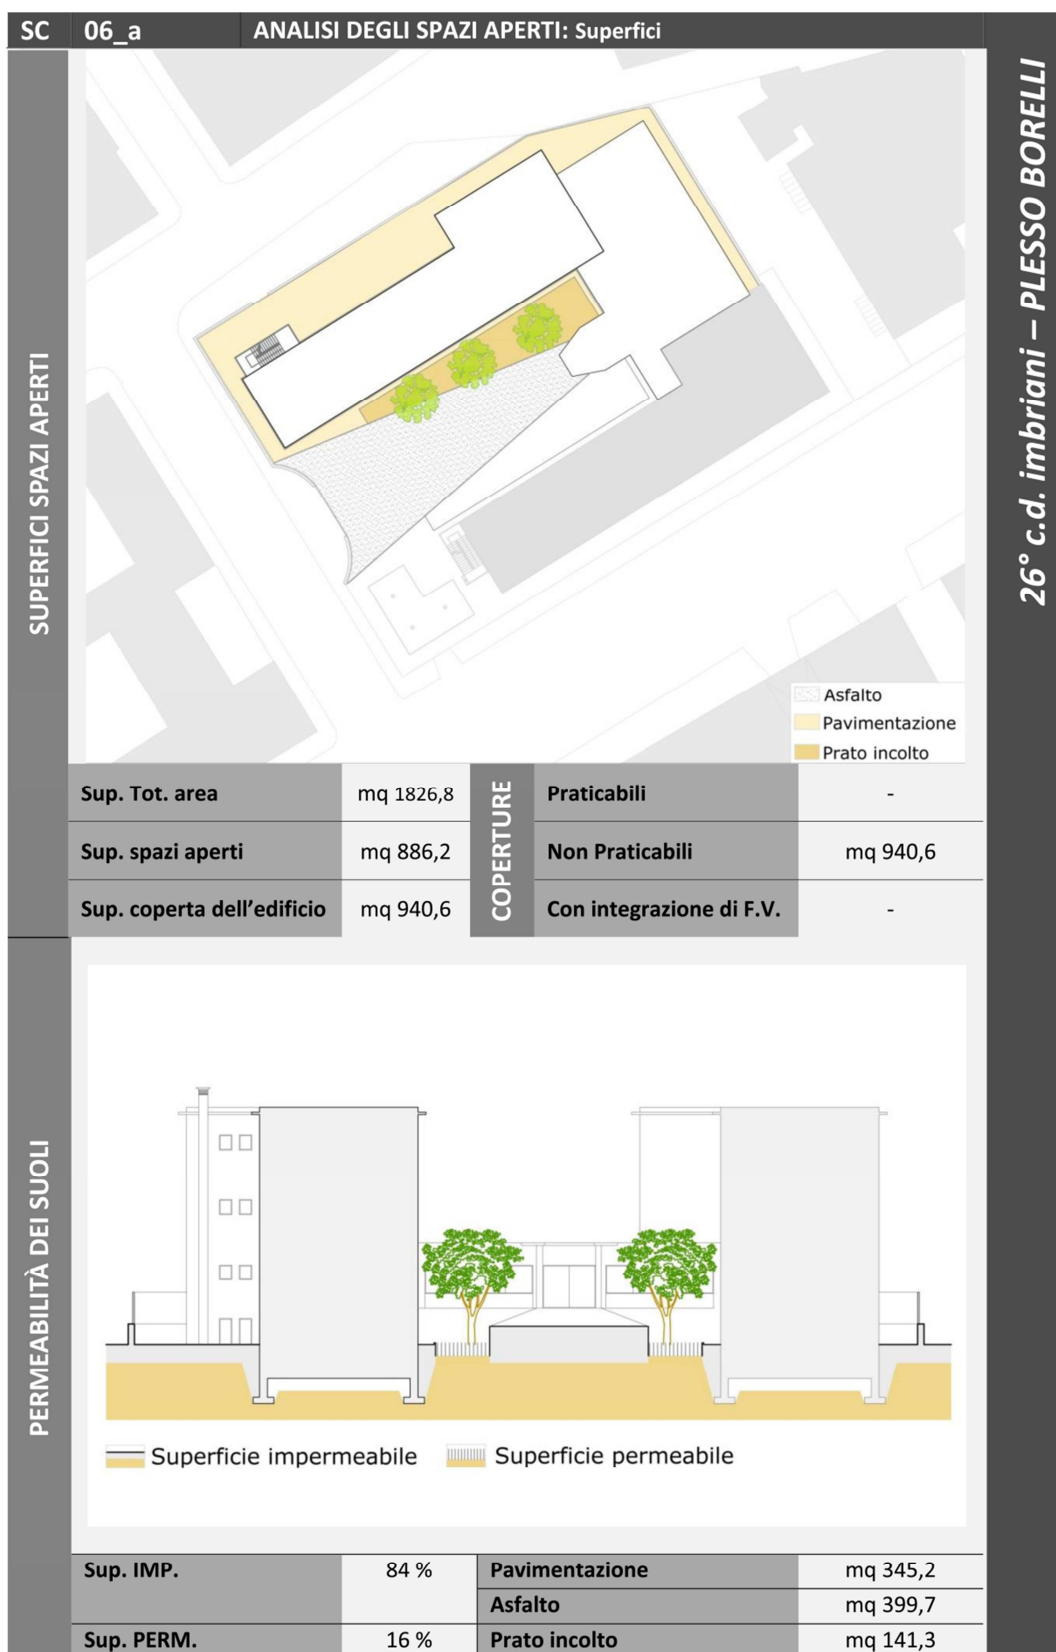 SC 06_a ANALISI DEGLI SPAZI APERTI: Superfici
26° c.d. imbriani – PLESSO BORELLI
SUPERFICI SPAZI APERTI
Asfalto
Pavimentazione
Prato incolto
Sup. Tot. area mq 1826,8
Sup. spazi aperti mq 886,2
Sup. coperta dell'edificio mq 940,6
COPERTURE
Praticabili -
Non Praticabili mq 940,6
Con integrazione di F.V. -
PERMEABILITÀ DEI SUOLI
Superficie impermeabile Superficie permeabile
Sup. IMP. 84 % Pavimentazione mq 345,2
Asfalto mq 399,7
Sup. PERM. 16 % Prato incolto mq 141,3